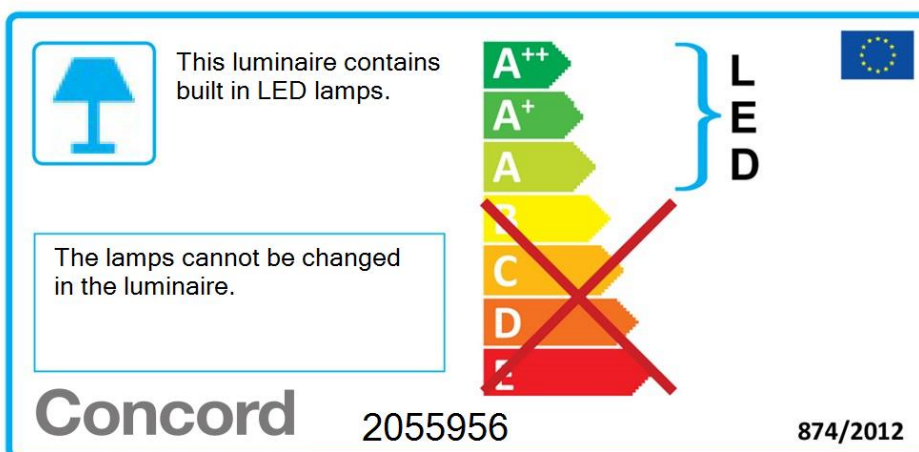 This luminaire contains
built in LED lamps.
A++
A+
A
B
C
D
E
L
E
D
The lamps cannot be changed
in the luminaire.
Concord
2055956
874/2012